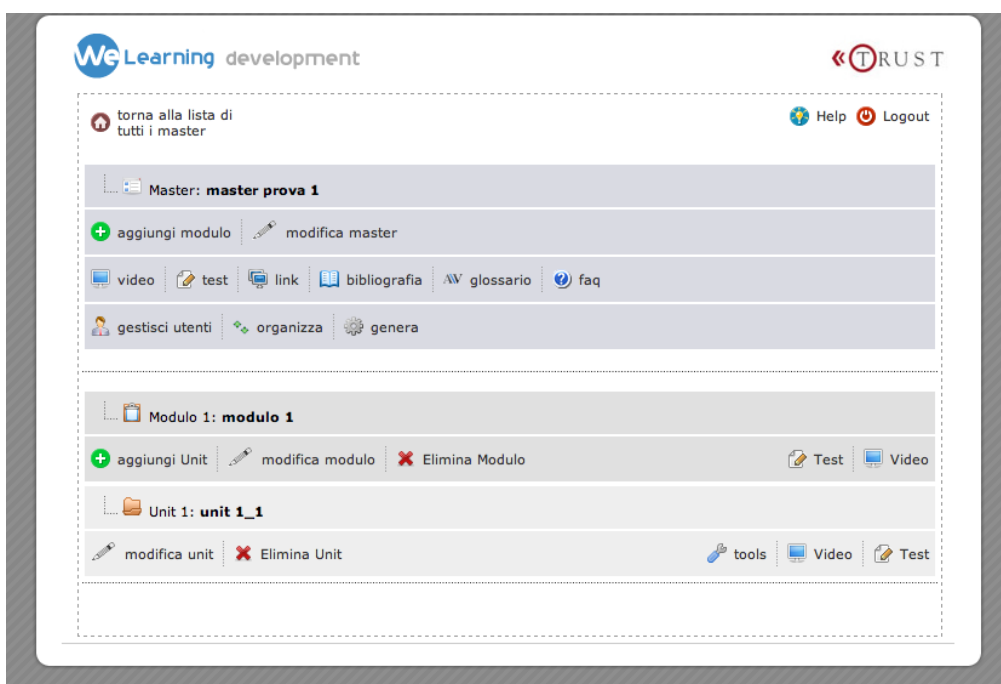 We Learning development
«TRUST
torna alla lista di
tutti i master
Help Logout
Master: master prova 1
aggiungi modulo modifica master
video test link bibliografia glossario faq
gestisci utenti organizza genera
Modulo 1: modulo 1
aggiungi Unit modifica modulo Elimina Modulo Test Video
Unit 1: unit 1_1
modifica unit Elimina Unit tools Video Test